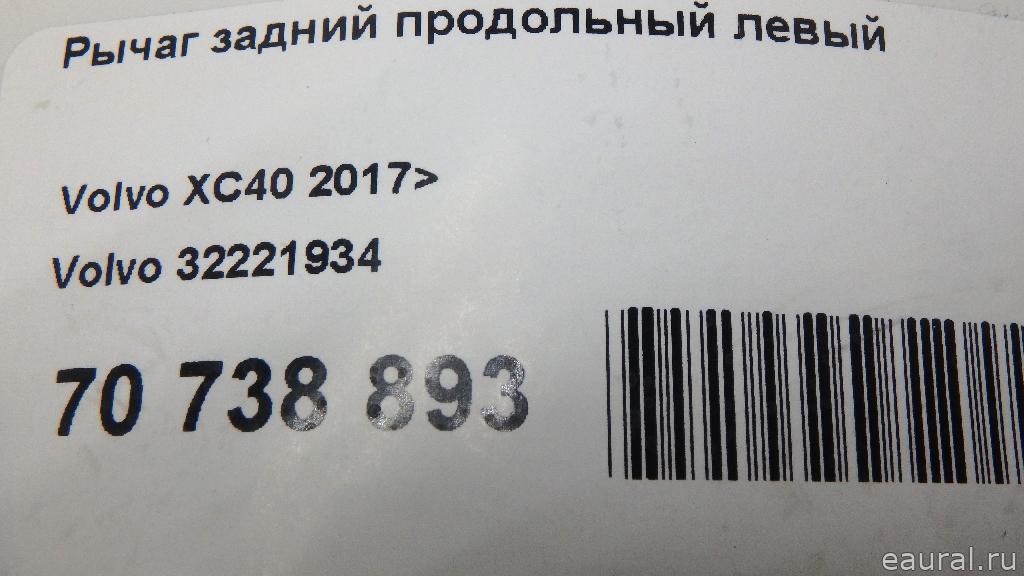 Рычаг задний продольный левый
Volvo XC40 2017>
Volvo 32221934
70 738 893
eaural.ru